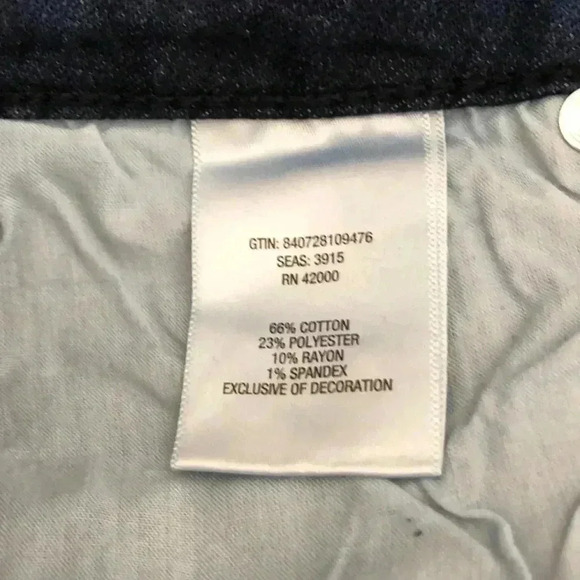 GTIN: 840728109476
SEAS: 3915
RN 42000
66% COTTON
23% POLYESTER
10% RAYON
1% SPANDEX
EXCLUSIVE OF DECORATION